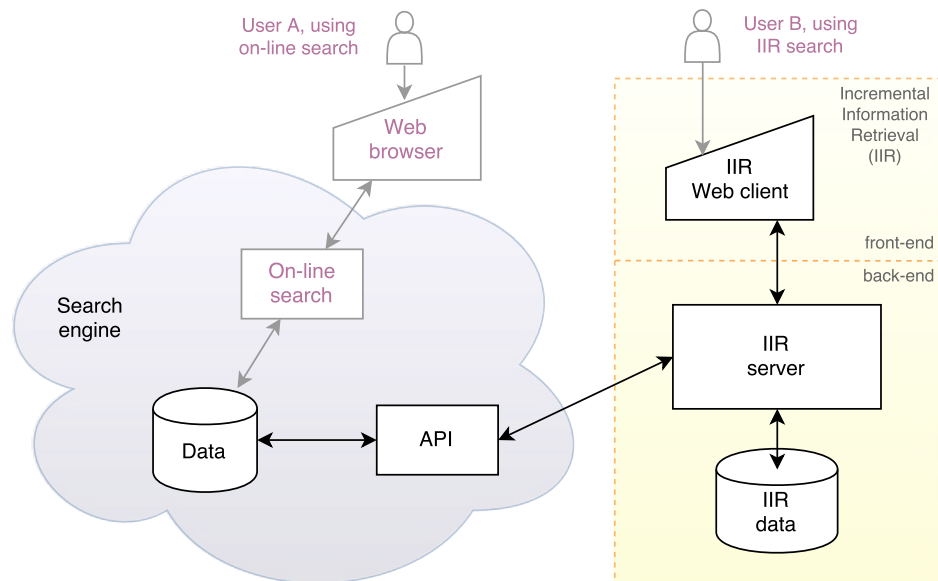 User A, using
on-line search
User B, using
IIR search
Incremental
Information
Retrieval
(IIR)
Web
browser
IIR
Web client
front-end
back-end
On-line
search
Search
engine
IIR
server
Data
API
IIR
data